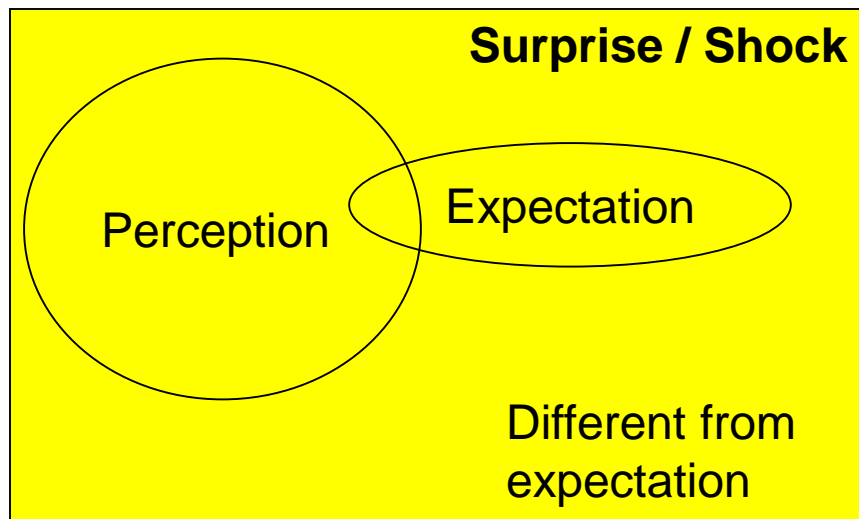 Surprise / Shock
Expectation
Perception
Different from
expectation